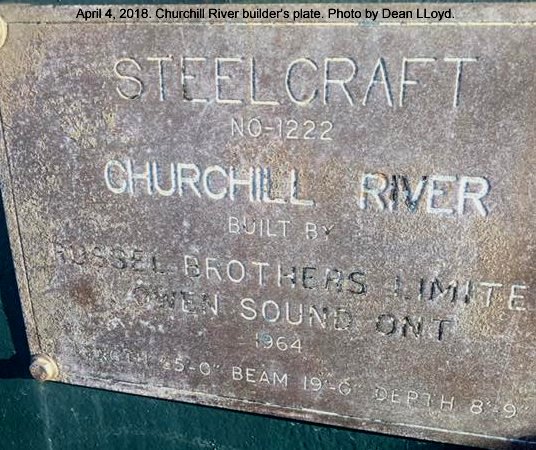 April 4, 2018. Churchill River builder's plate. Photo by Dean LLoyd.
STEELCRAFT
NO-1222
CHURCHILL RIVER
BUILT BY
RUSSEL BROTHERS LIMITE
OWEN SOUND ONT
1964
BEAM 19'-6" DEPTH 8'-9"